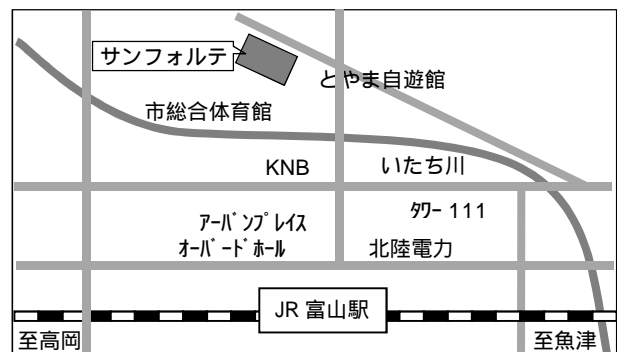 サンフォルテ
とやま自遊館
市総合体育館
KNB
いたち川
ｱｰﾊﾞﾝﾌﾟﾚｲｽ
ﾀﾜｰ 111
ｵｰﾊﾞｰﾄﾞﾎｰﾙ
北陸電力
JR 富山駅
至高岡
至魚津